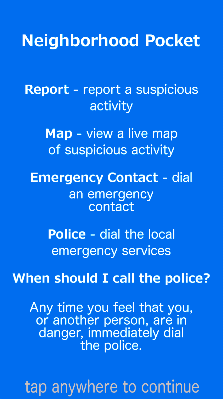 Neighborhood Pocket
Report - report a suspicious
activity
Map - view a live map
of suspicious activity
Emergency Contact - dial
an emergency
contact
Police - dial the local
emergency services
When should I call the police?
Any time you feel that you,
or another person, are in
danger, immediately dial
the police.
tap anywhere to continue